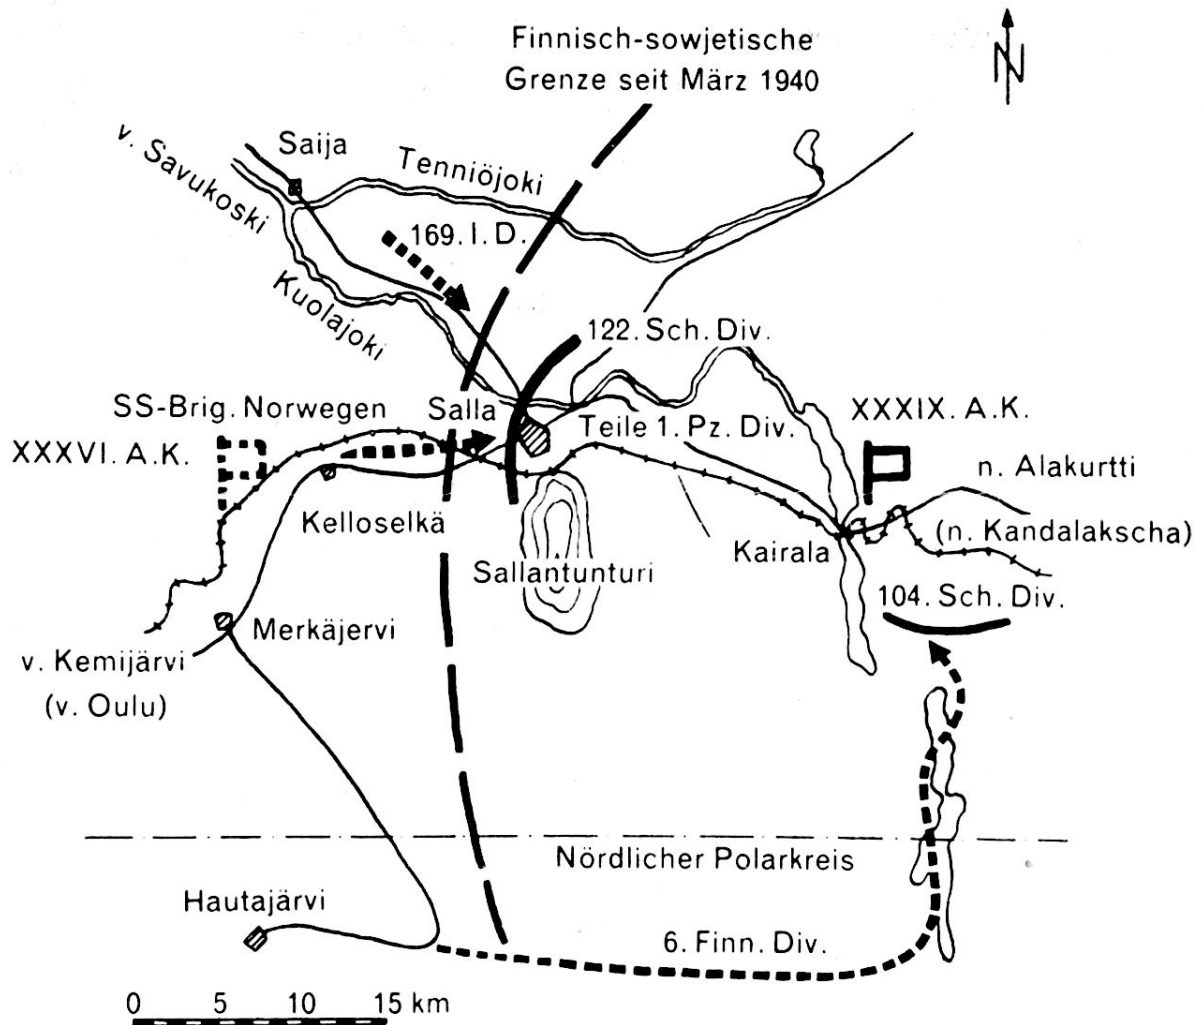 Finnisch-sowjetische
Grenze seit März 1940
N
v. Savukoski
Saija
Tenniöjoki
169. I. D.
Kuolajoki
122. Sch. Div.
SS-Brig. Norwegen
Salla
XXXVI. A.K.
Teile 1. Pz. Div.
XXXIX. A.K.
n. Alakurtti
(n. Kandalakscha)
Kelloselkä
Kairala
Sallantunturi
104. Sch. Div.
Merkäjervi
v. Kemijärvi
(v. Oulu)
Nördlicher Polarkreis
Hautajärvi
6. Finn. Div.
0 5 10 15 km